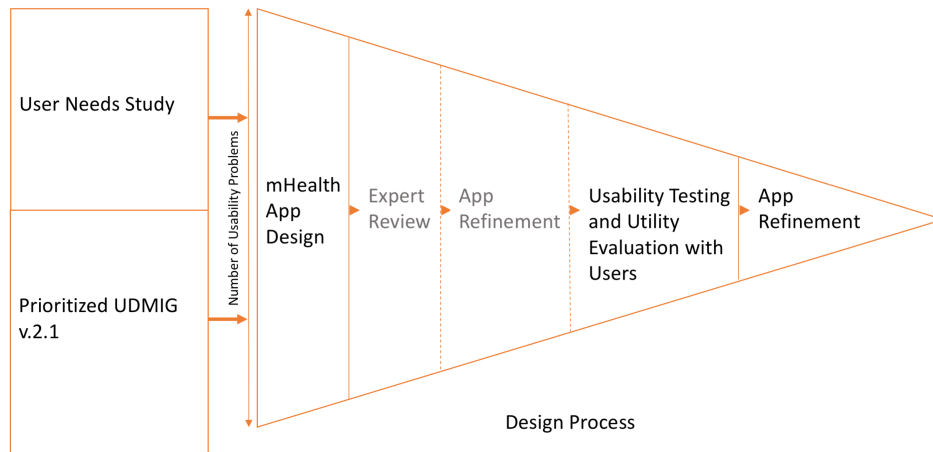 User Needs Study
Prioritized UDMIG
v.2.1
Number of Usability Problems
mHealth
App
Design
Expert
Review
App
Refinement
Usability Testing
and Utility
Evaluation with
Users
App
Refinement
Design Process